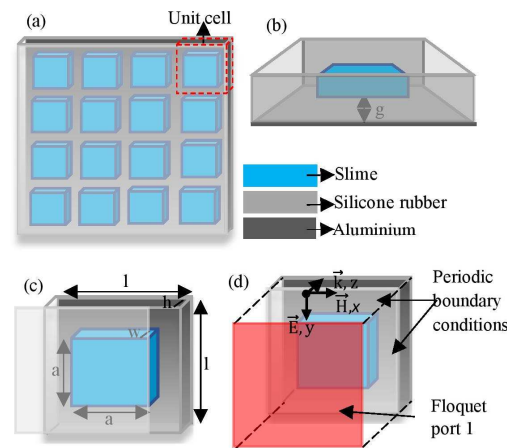 Unit cell
(a)
(b)
g
Slime
Silicone rubber
Aluminium
(c)
l
h
w
a
a
l
(d)
k, z
H, x
E, y
Periodic
boundary
conditions
Floquet
port 1